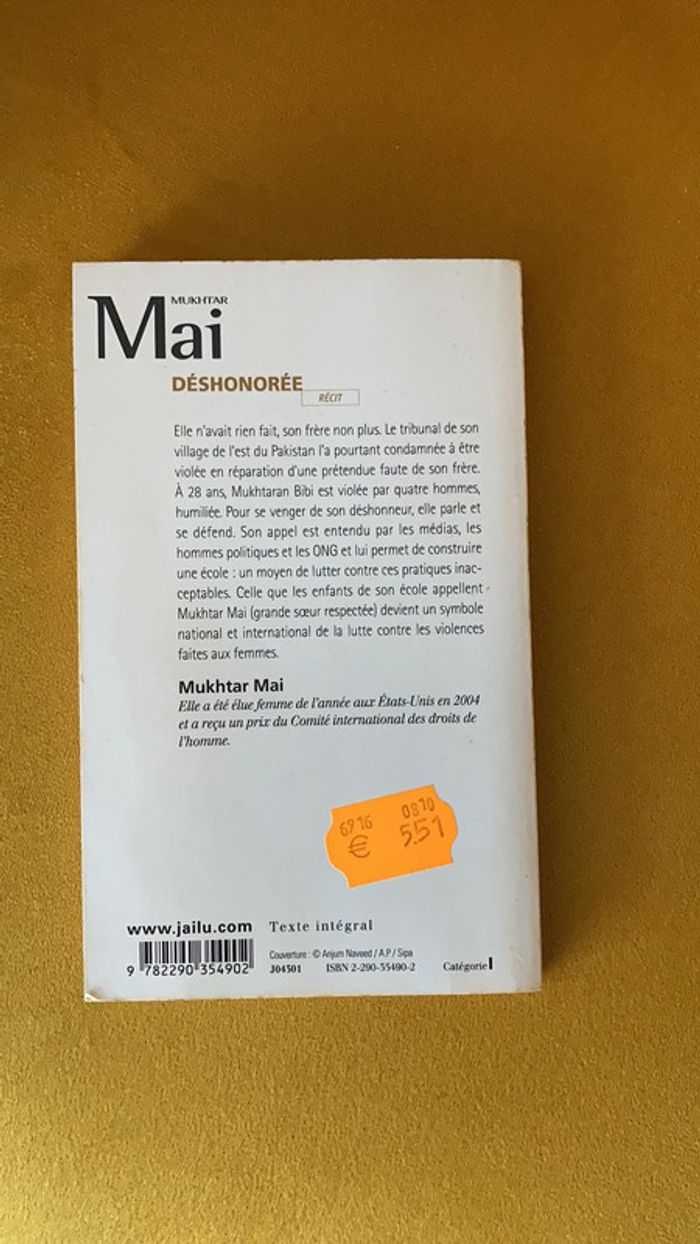 MUKHTAR
Mai
DÉSHONORÉE
RÉCIT
Elle n'avait rien fait, son frère non plus. Le tribunal de son
village de l'est du Pakistan l'a pourtant condamnée à être
violée en réparation d'une prétendue faute de son frère.
À 28 ans, Mukhtaran Bibi est violée par quatre hommes,
humiliée. Pour se venger de son déshonneur, elle parle et
se défend. Son appel est entendu par les médias, les
hommes politiques et les ONG et lui permet de construire
une école : un moyen de lutter contre ces pratiques inac-
ceptables. Celle que les enfants de son école appellent
Mukhtar Mai (grande sœur respectée) devient un symbole
national et international de la lutte contre les violences
faites aux femmes.
Mukhtar Mai
Elle a été élue femme de l'année aux États-Unis en 2004
et a reçu un prix du Comité international des droits de
l'homme.
6916 0810
€ 5.51
www.jailu.com Texte intégral
Couverture : © Anjum Naveed / A.P / Sipa
9 782290 354902 J04501 ISBN 2-290-35490-2 Catégorie I